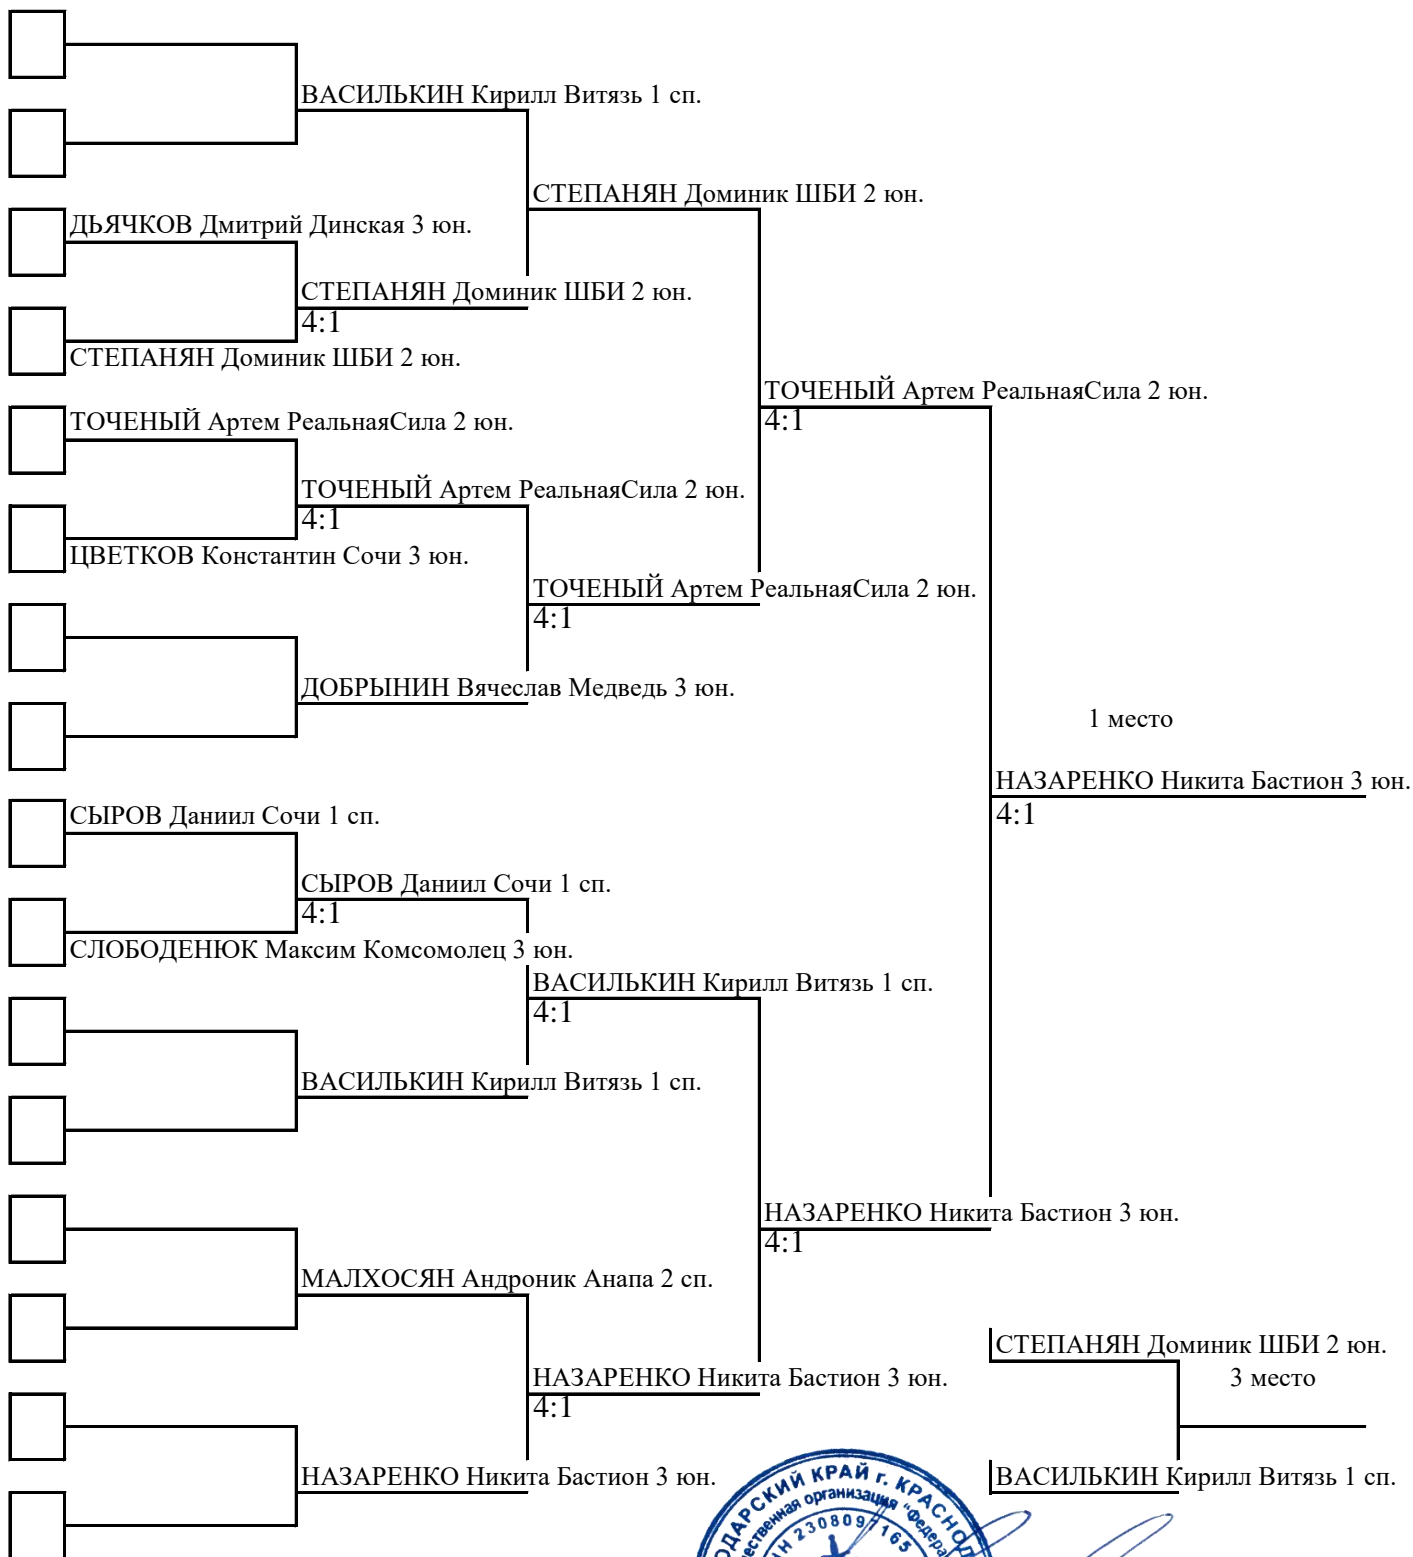 ВАСИЛЬКИН Кирилл Витязь 1 сп.
СТЕПАНЯН Доминик ШБИ 2 юн.
ДЬЯЧКОВ Дмитрий Динская 3 юн.
СТЕПАНЯН Доминик ШБИ 2 юн.
4:1
СТЕПАНЯН Доминик ШБИ 2 юн.
ТОЧЕНЫЙ Артем РеальнаяСила 2 юн.
4:1
ТОЧЕНЫЙ Артем РеальнаяСила 2 юн.
ТОЧЕНЫЙ Артем РеальнаяСила 2 юн.
4:1
ЦВЕТКОВ Константин Сочи 3 юн.
ТОЧЕНЫЙ Артем РеальнаяСила 2 юн.
4:1
ДОБРЫНИН Вячеслав Медведь 3 юн.
1 место
НАЗАРЕНКО Никита Бастион 3 юн.
4:1
СЫРОВ Даниил Сочи 1 сп.
СЫРОВ Даниил Сочи 1 сп.
4:1
СЛОБОДЕНЮК Максим Комсомолец 3 юн.
ВАСИЛЬКИН Кирилл Витязь 1 сп.
4:1
ВАСИЛЬКИН Кирилл Витязь 1 сп.
НАЗАРЕНКО Никита Бастион 3 юн.
4:1
МАЛХОСЯН Андроник Анапа 2 сп.
СТЕПАНЯН Доминик ШБИ 2 юн.
3 место
НАЗАРЕНКО Никита Бастион 3 юн.
4:1
НАЗАРЕНКО Никита Бастион 3 юн.
ВАСИЛЬКИН Кирилл Витязь 1 сп.
КРАЙ г.
организация